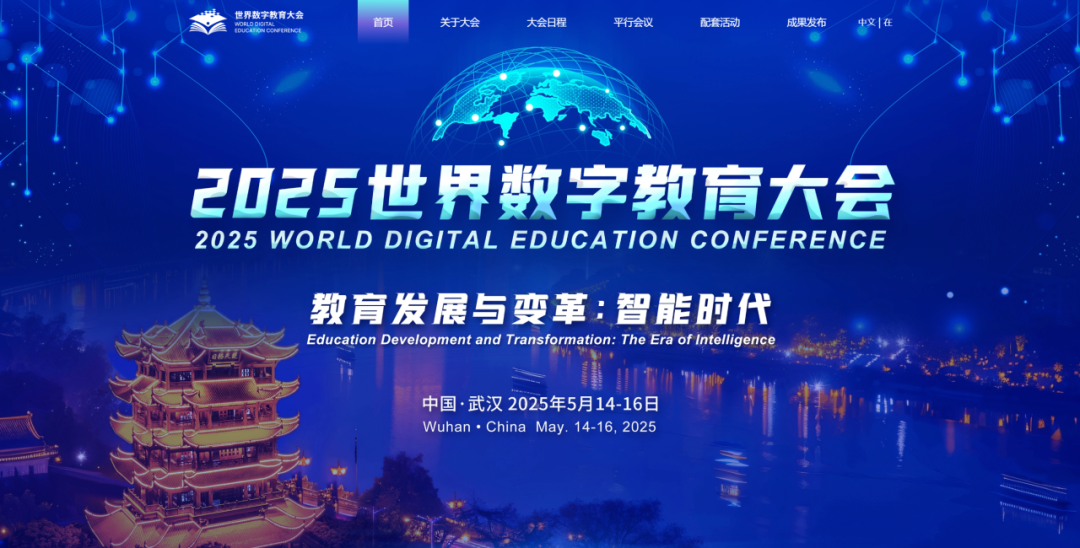 世界数字教育大会
WORLD DIGITAL
EDUCATION CONFERENCE
首页
关于大会
大会日程
平行会议
配套活动
成果发布
中文 | 在
2025世界数字教育大会
2025 WORLD DIGITAL EDUCATION CONFERENCE
教育发展与变革:智能时代
Education Development and Transformation: The Era of Intelligence
中国·武汉 2025年5月14-16日
Wuhan • China May. 14-16, 2025